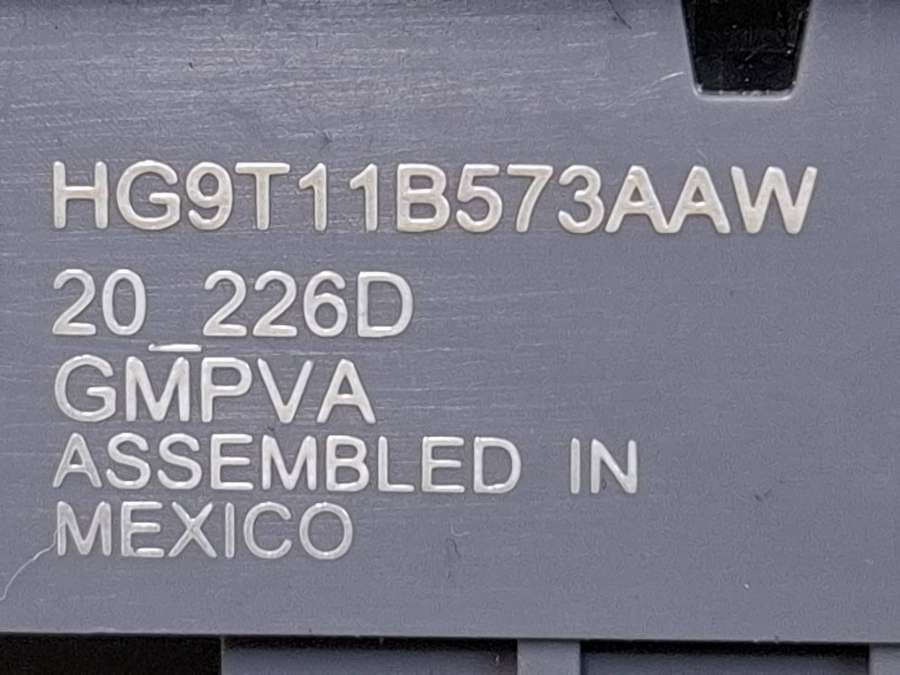 HG9T11B573AAW
20_226D
GMPVA
ASSEMBLED IN
MEXICO